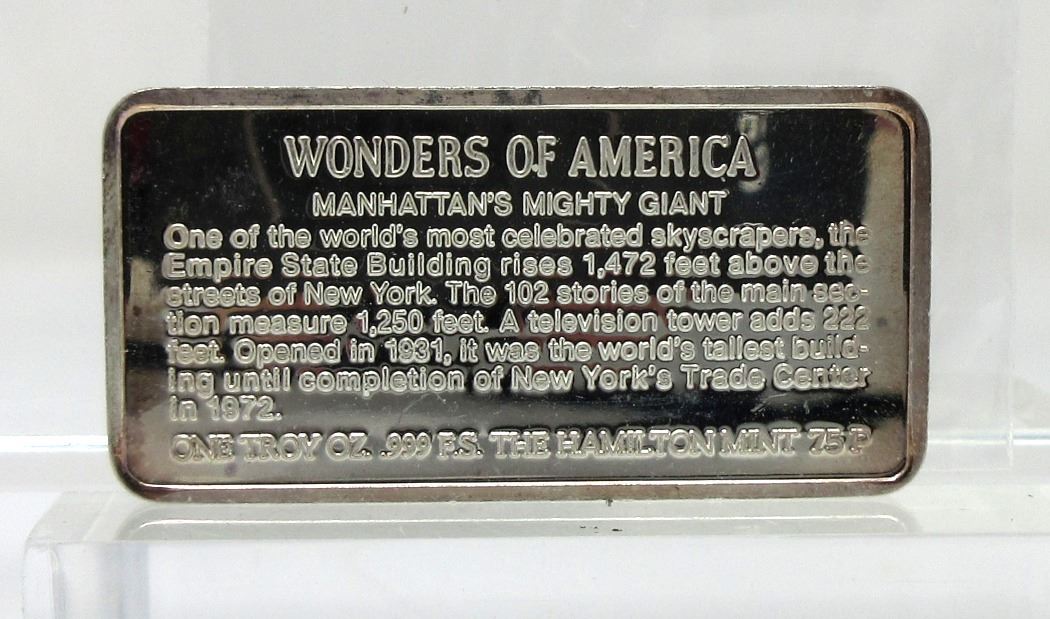 WONDERS OF AMERICA
MANHATTAN'S MIGHTY GIANT
One of the world's most celebrated skyscrapers, the
Empire State Building rises 1,472 feet above the
streets of New York. The 102 stories of the main sec-
tion measure 1,250 feet. A television tower adds 222
feet. Opened in 1931, it was the world's tallest build-
ing until completion of New York's Trade Center
in 1972.
ONE TROY OZ. .999 F.S. THE HAMILTON MINT 75 P